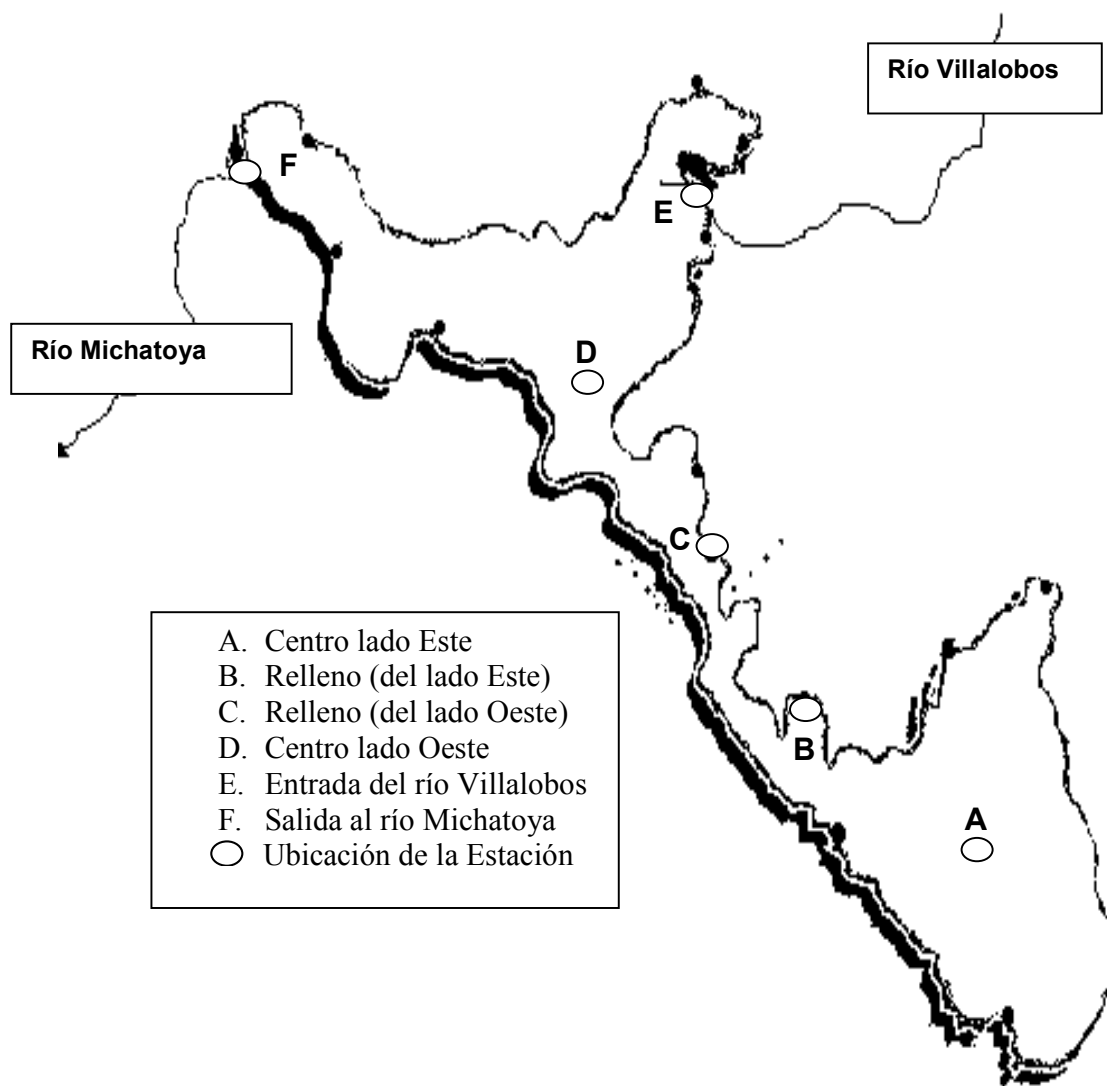 Río Villalobos
F
E
Río Michatoya
D
C
A. Centro lado Este
B. Relleno (del lado Este)
C. Relleno (del lado Oeste)
D. Centro lado Oeste
E. Entrada del río Villalobos
F. Salida al río Michatoya
Ubicación de la Estación
B
A